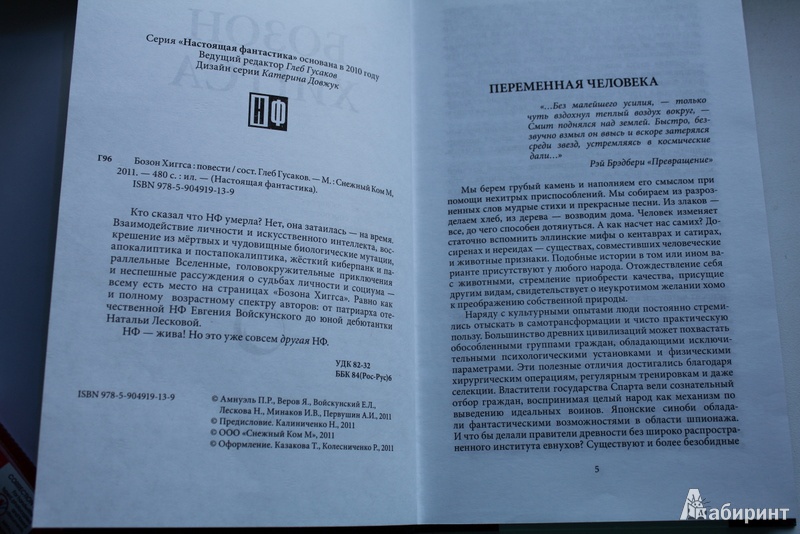 БОЗОН
ХИГГСА
Серия «Настоящая фантастика» основана в 2010 году
Ведущий редактор Глеб Гусаков
Дизайн серии Катерина Довжук
НФ
Г96
Бозон Хиггса : повести / сост. Глеб Гусаков. — М. : Снежный Ком М,
2011. — 480 с. : ил. — (Настоящая фантастика).
ISBN 978-5-904919-13-9
Кто сказал что НФ умерла? Нет, она затаилась — на время.
Взаимодействие личности и искусственного интеллекта, вос-
крешение из мёртвых и чудовищные биологические мутации,
апокалиптика и постапокалиптика, жёсткий киберпанк и па-
раллельные Вселенные, головокружительные приключения
и неспешные рассуждения о судьбах личности и социума —
всему есть место на страницах «Бозона Хиггса». Равно как
и полному возрастному спектру авторов: от патриарха оте-
чественной НФ Евгения Войскунского до юной дебютантки
Натальи Лесковой.
НФ — жива! Но это уже совсем другая НФ.
УДК 82-32
ББК 84(Рос-Рус)6
ISBN 978-5-904919-13-9
© Амнуэль П.Р., Веров Я., Войскунский Е.Л.,
Лескова Н., Минаков И.В., Первушин А.И., 2011
© Предисловие. Калиниченко Н., 2011
© ООО «Снежный Ком М», 2011
© Оформление. Казакова Т., Колесниченко Р., 2011
ПЕРЕМЕННАЯ ЧЕЛОВЕКА
«…Без малейшего усилия, — только
чуть вздохнул теплый воздух вокруг, —
Смит поднялся над землей. Быстро, без-
звучно взмыл он ввысь и вскоре затерялся
среди звезд, устремляясь в космические
дали…»
Рэй Брэдбери «Превращение»
Мы берем грубый камень и наполняем его смыслом при
помощи нехитрых приспособлений. Мы собираем из разроз-
ненных слов мудрые стихи и прекрасные песни. Из злаков —
делаем хлеб, из дерева — возводим дома. Человек изменяет
все, до чего способен дотянуться. А как насчет нас самих? До-
статочно вспомнить эллинские мифы о кентаврах и сатирах,
сиренах и нереидах — существах, совместивших человеческие
и животные признаки. Подобные истории в том или ином ва-
рианте присутствуют у любого народа. Отождествление себя
с животными, стремление приобрести качества, присущие
другим видам, свидетельствует о неукротимом желании хомо
к преображению собственной природы.
Наряду с культурными опытами люди постоянно стреми-
лись отыскать в самотрансформации и чисто практическую
пользу. Большинство древних цивилизаций может похвастать
обособленными группами граждан, обладавшими исключи-
тельными психологическими установками и физическими
параметрами. Эти полезные отличия достигались благодаря
хирургическим операциям, регулярным тренировкам и даже
селекции. Властители государства Спарта вели сознательный
отбор граждан, воспринимая целый народ как механизм по
выведению идеальных воинов. Японские синоби облада-
ли фантастическими возможностями в области шпионажа.
И что бы делали правители древности без широко распростра-
ненного института евнухов? Существуют и более безобидные
5
Лабиринт